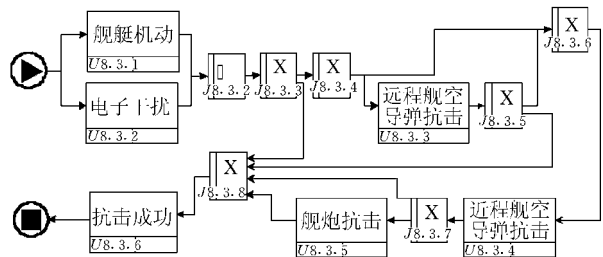 舰艇机动
U8.3.1
电子干扰
U8.3.2
J8.3.2
X
J8.3.3
X
J8.3.4
远程舰空
导弹抗击
U8.3.3
X
J8.3.5
X
J8.3.6
X
J8.3.8
抗击成功
U8.3.6
舰炮抗击
U8.3.5
X
J8.3.7
近程舰空
导弹抗击
U8.3.4